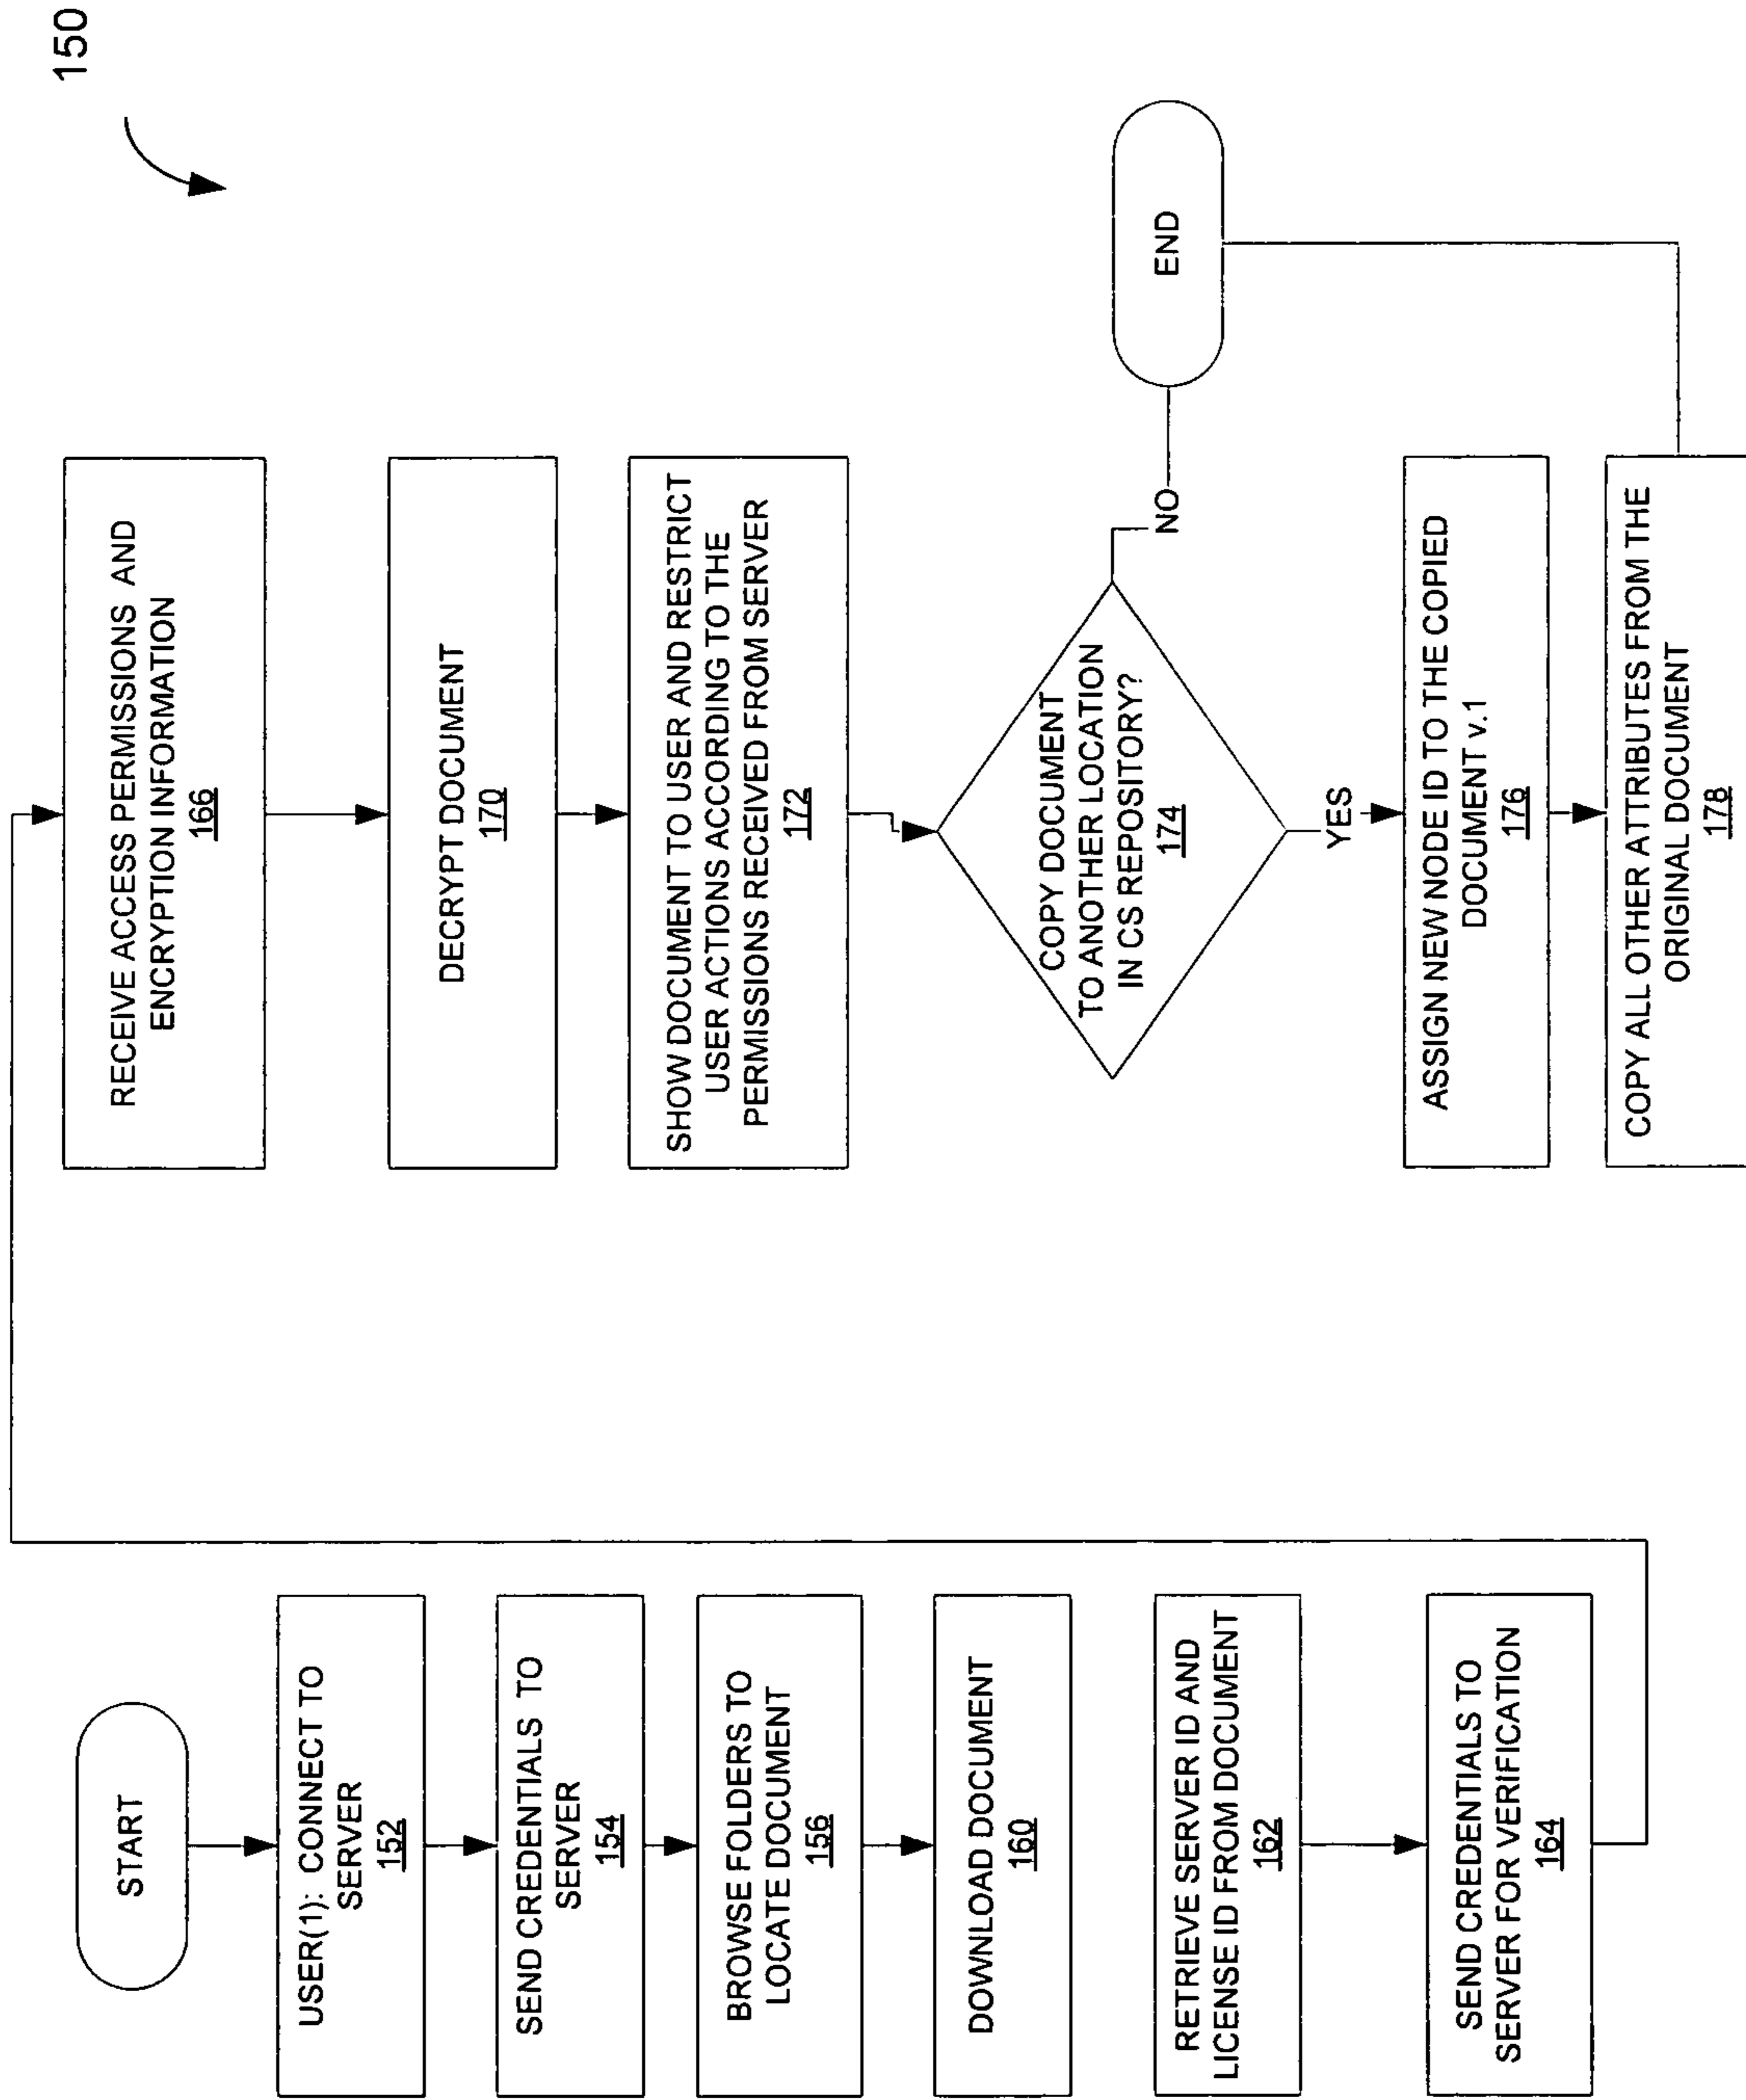 150
START
USER(1): CONNECT TO
SERVER
152
SEND CREDENTIALS TO
SERVER
154
BROWSE FOLDERS TO
LOCATE DOCUMENT
156
DOWNLOAD DOCUMENT
160
RETRIEVE SERVER ID AND
LICENSE ID FROM DOCUMENT
162
SEND CREDENTIALS TO
SERVER FOR VERIFICATION
164
RECEIVE ACCESS PERMISSIONS AND
ENCRYPTION INFORMATION
166
DECRYPT DOCUMENT
170
SHOW DOCUMENT TO USER AND RESTRICT
USER ACTIONS ACCORDING TO THE
PERMISSIONS RECEIVED FROM SERVER
172
COPY DOCUMENT
TO ANOTHER LOCATION
IN CS REPOSITORY?
174
NO
END
YES
ASSIGN NEW NODE ID TO THE COPIED
DOCUMENT v.1
176
COPY ALL OTHER ATTRIBUTES FROM THE
ORIGINAL DOCUMENT
178